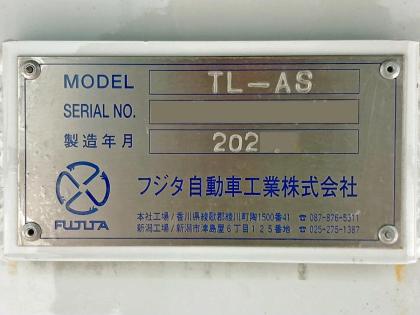 MODEL TL-AS
SERIAL NO.
製造年月 202
フジタ自動車工業株式会社
FUJITA
本社工場/香川県綾歌郡綾川町陶1500番41 ☎087-876-5311
新潟工場/新潟市津島屋6丁目125番地 ☎025-275-1387